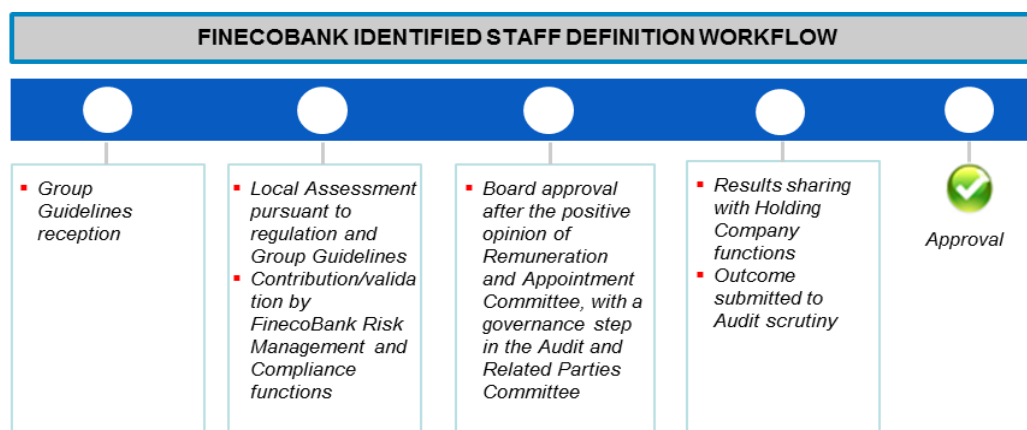 FINECOBANK IDENTIFIED STAFF DEFINITION WORKFLOW
Group
Guidelines
reception
Local Assessment
pursuant to
regulation and
Group Guidelines
Contribution/valida
tion by
FinecoBank Risk
Management and
Compliance
functions
Board approval
after the positive
opinion of
Remuneration
and Appointment
Committee, with a
governance step
in the Audit and
Related Parties
Committee
Results sharing
with Holding
Company
functions
Outcome
submitted to
Audit scrutiny
Approval